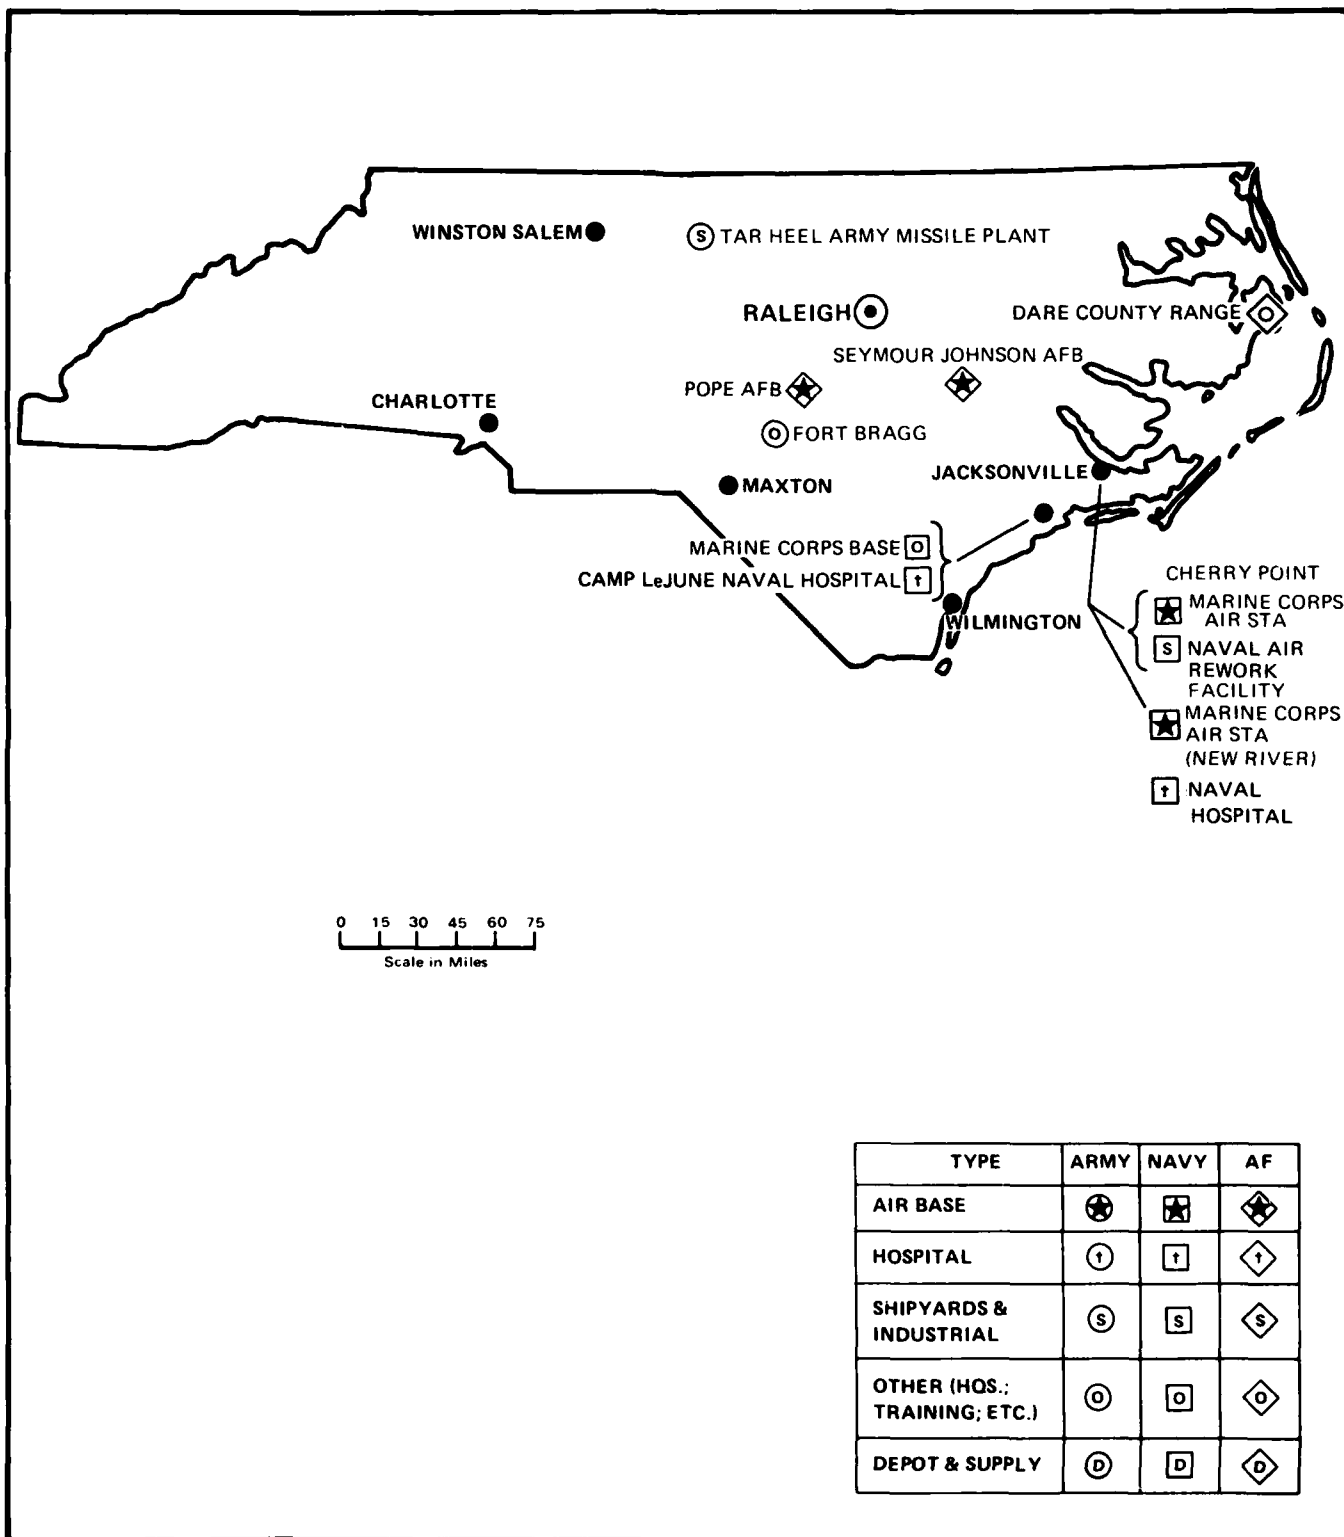 WINSTON SALEM
S TAR HEEL ARMY MISSILE PLANT
RALEIGH
DARE COUNTY RANGE O
SEYMOUR JOHNSON AFB
POPE AFB
CHARLOTTE
O FORT BRAGG
JACKSONVILLE
MAXTON
MARINE CORPS BASE O
CAMP LeJUNE NAVAL HOSPITAL †
WILMINGTON
CHERRY POINT
MARINE CORPS
AIR STA
S NAVAL AIR
REWORK
FACILITY
MARINE CORPS
AIR STA
(NEW RIVER)
† NAVAL
HOSPITAL
0 15 30 45 60 75
Scale in Miles
TYPE ARMY NAVY AF
AIR BASE
HOSPITAL † † †
SHIPYARDS &
INDUSTRIAL S S S
OTHER (HQS.;
TRAINING; ETC.) O O O
DEPOT & SUPPLY D D D